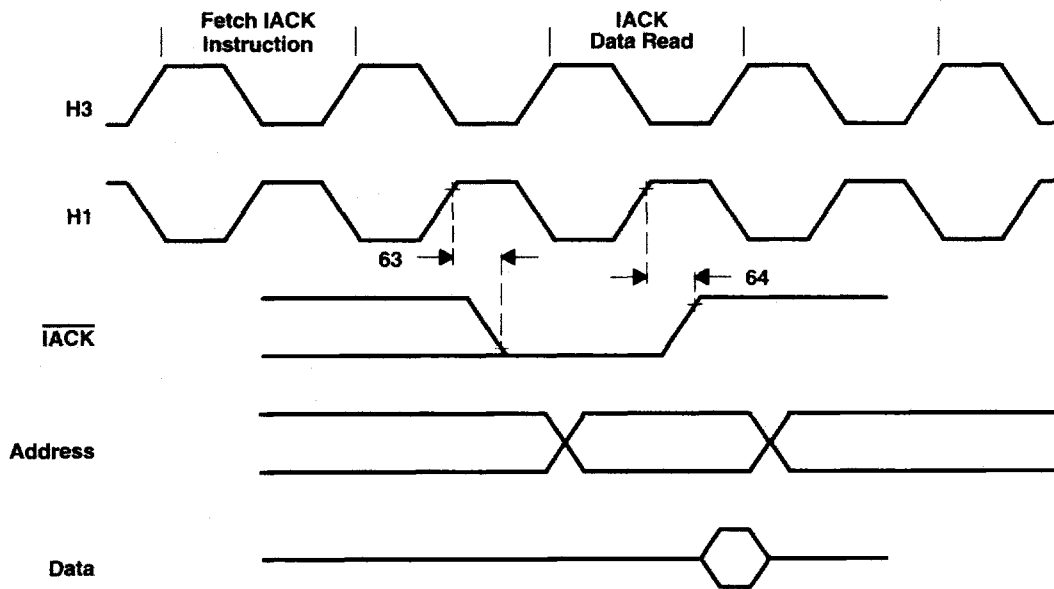 Fetch IACK
Instruction
IACK
Data Read
H3
H1
63
64
IACK
Address
Data